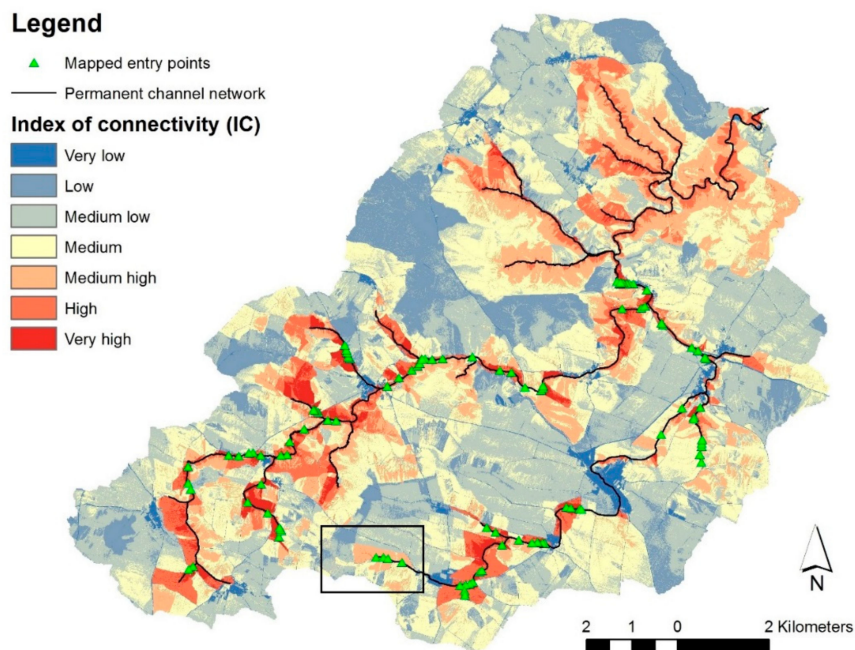 Legend
Mapped entry points
Permanent channel network
Index of connectivity (IC)
Very low
Low
Medium low
Medium
Medium high
High
Very high
N
2 1 0 2 Kilometers